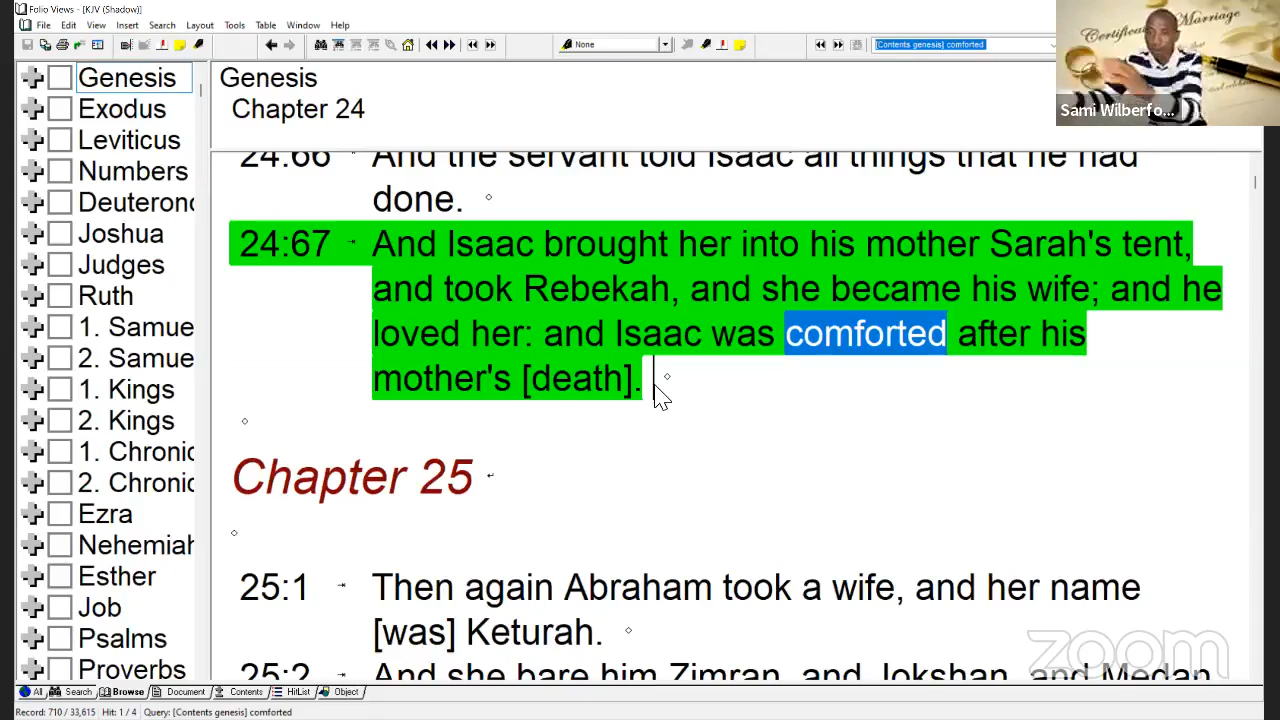 Folio Views - [KJV (Shadow)]
File Edit View Insert Search Layout Tools Table Window Help
None
[Contents genesis] comforted
Genesis
Exodus
Leviticus
Numbers
Deuterono
Joshua
Judges
Ruth
1. Samue
2. Samue
1. Kings
2. Kings
1. Chronic
2. Chronic
Ezra
Nehemiah
Esther
Job
Psalms
Proverbs
Genesis
Chapter 24
24:66 And the servant told Isaac all things that he had
done.
24:67 And Isaac brought her into his mother Sarah's tent,
and took Rebekah, and she became his wife; and he
loved her: and Isaac was comforted after his
mother's [death].
Chapter 25
25:1 Then again Abraham took a wife, and her name
[was] Keturah.
25:2 And she bare him Zimran, and Jokshan, and Medan,
Marriage
Sami Wilberfo...
zoom
All Search Browse Document Contents HitList Object
Record: 710 / 33,615 Hit: 1 / 4 Query: [Contents genesis] comforted